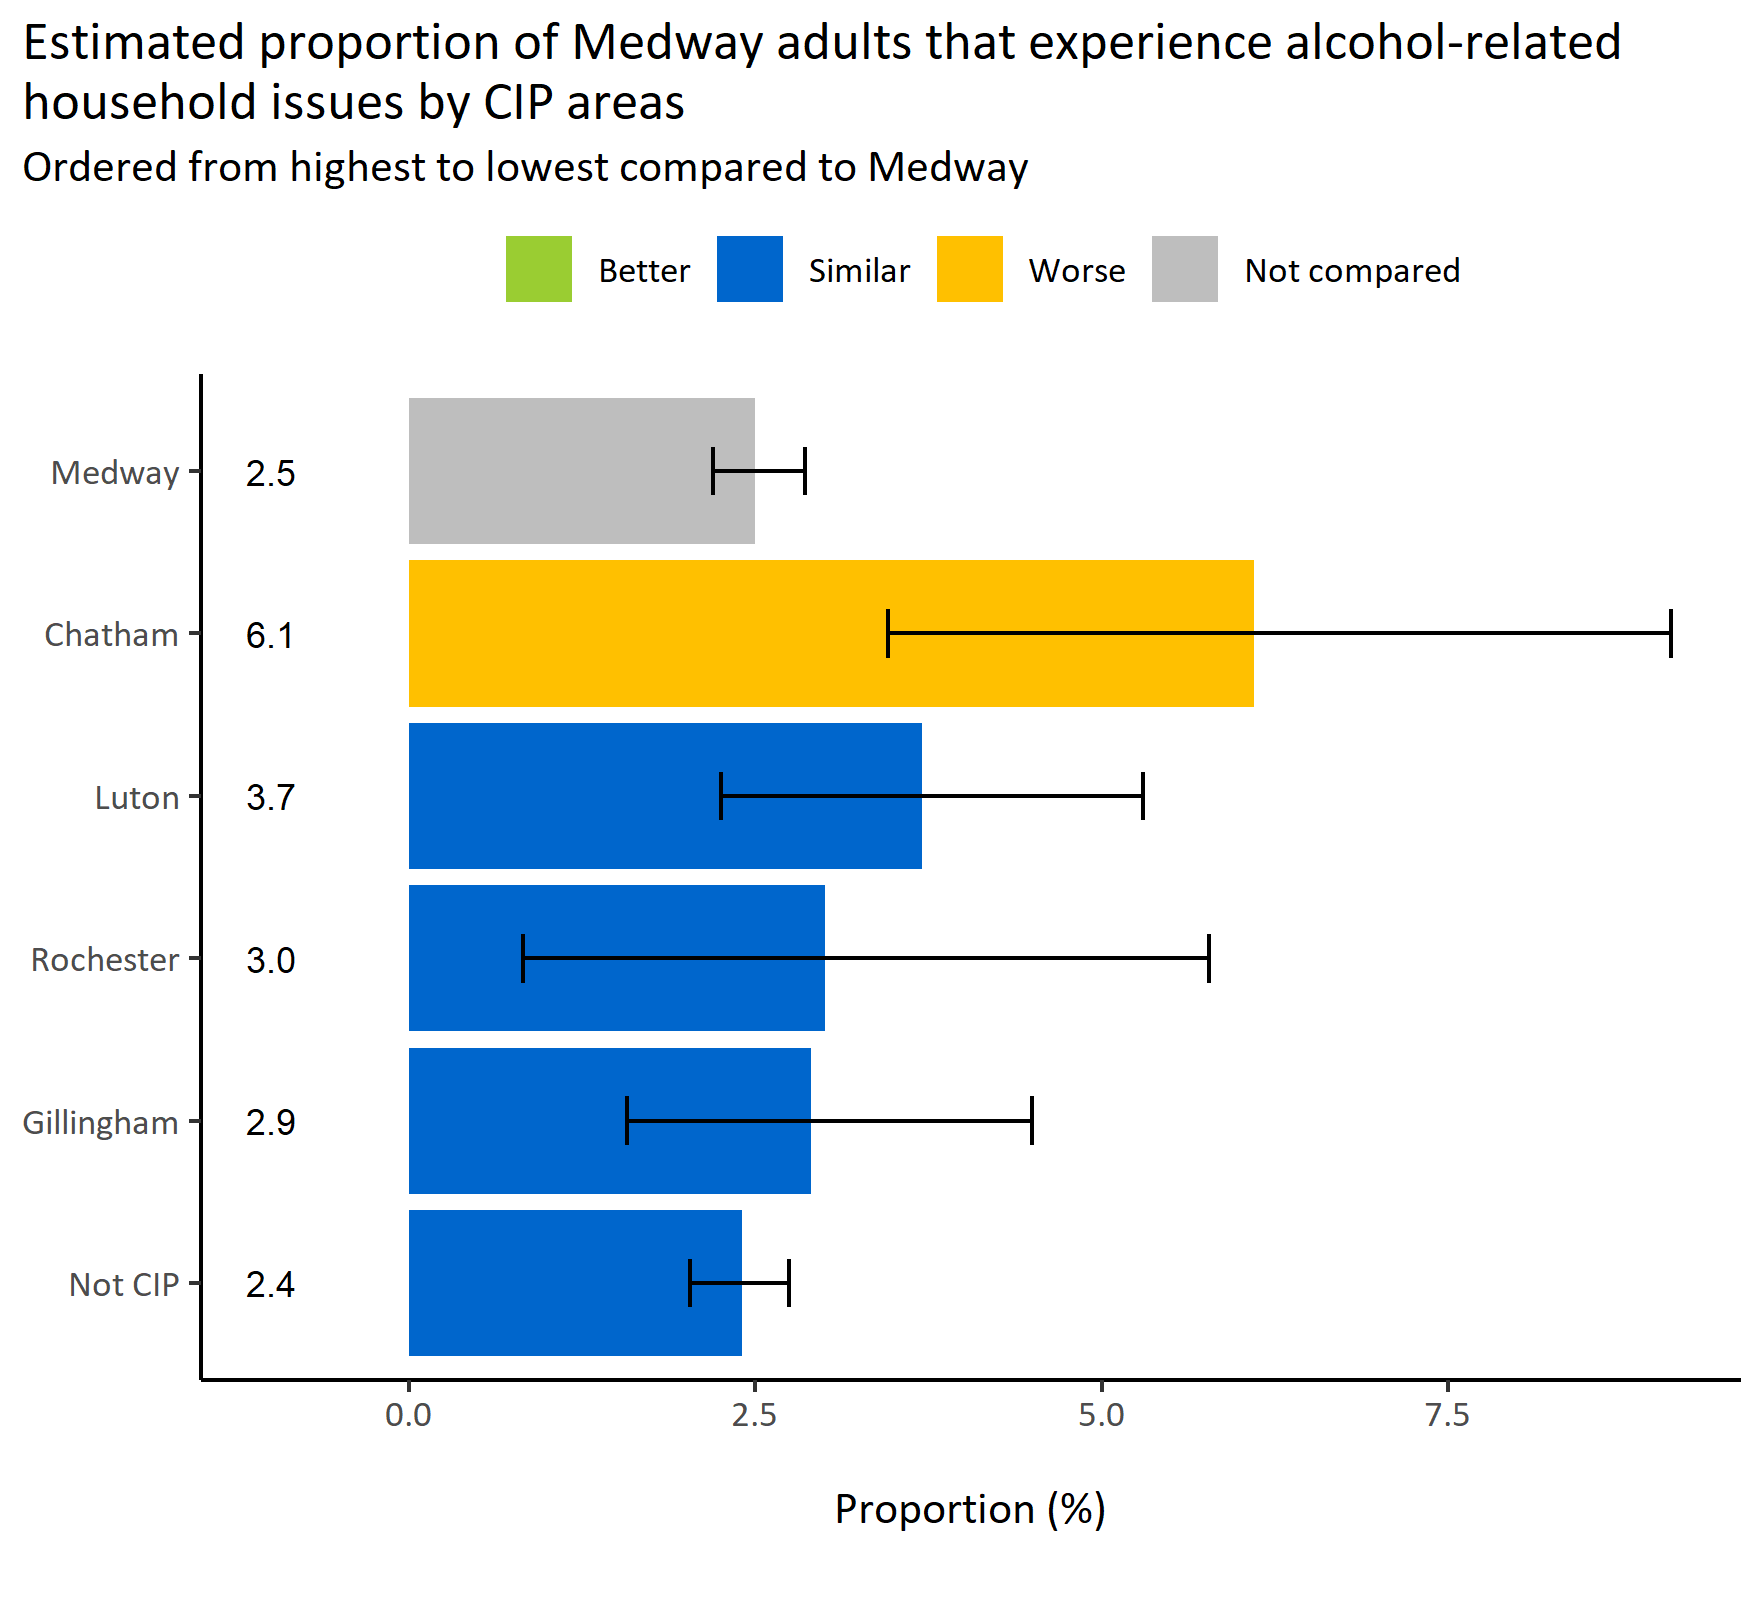 Estimated proportion of Medway adults that experience alcohol-related
household issues by CIP areas
Ordered from highest to lowest compared to Medway
Better Similar Worse Not compared
Medway 2.5
Chatham 6.1
Luton 3.7
Rochester 3.0
Gillingham 2.9
Not CIP 2.4
0.0 2.5 5.0 7.5
Proportion (%)